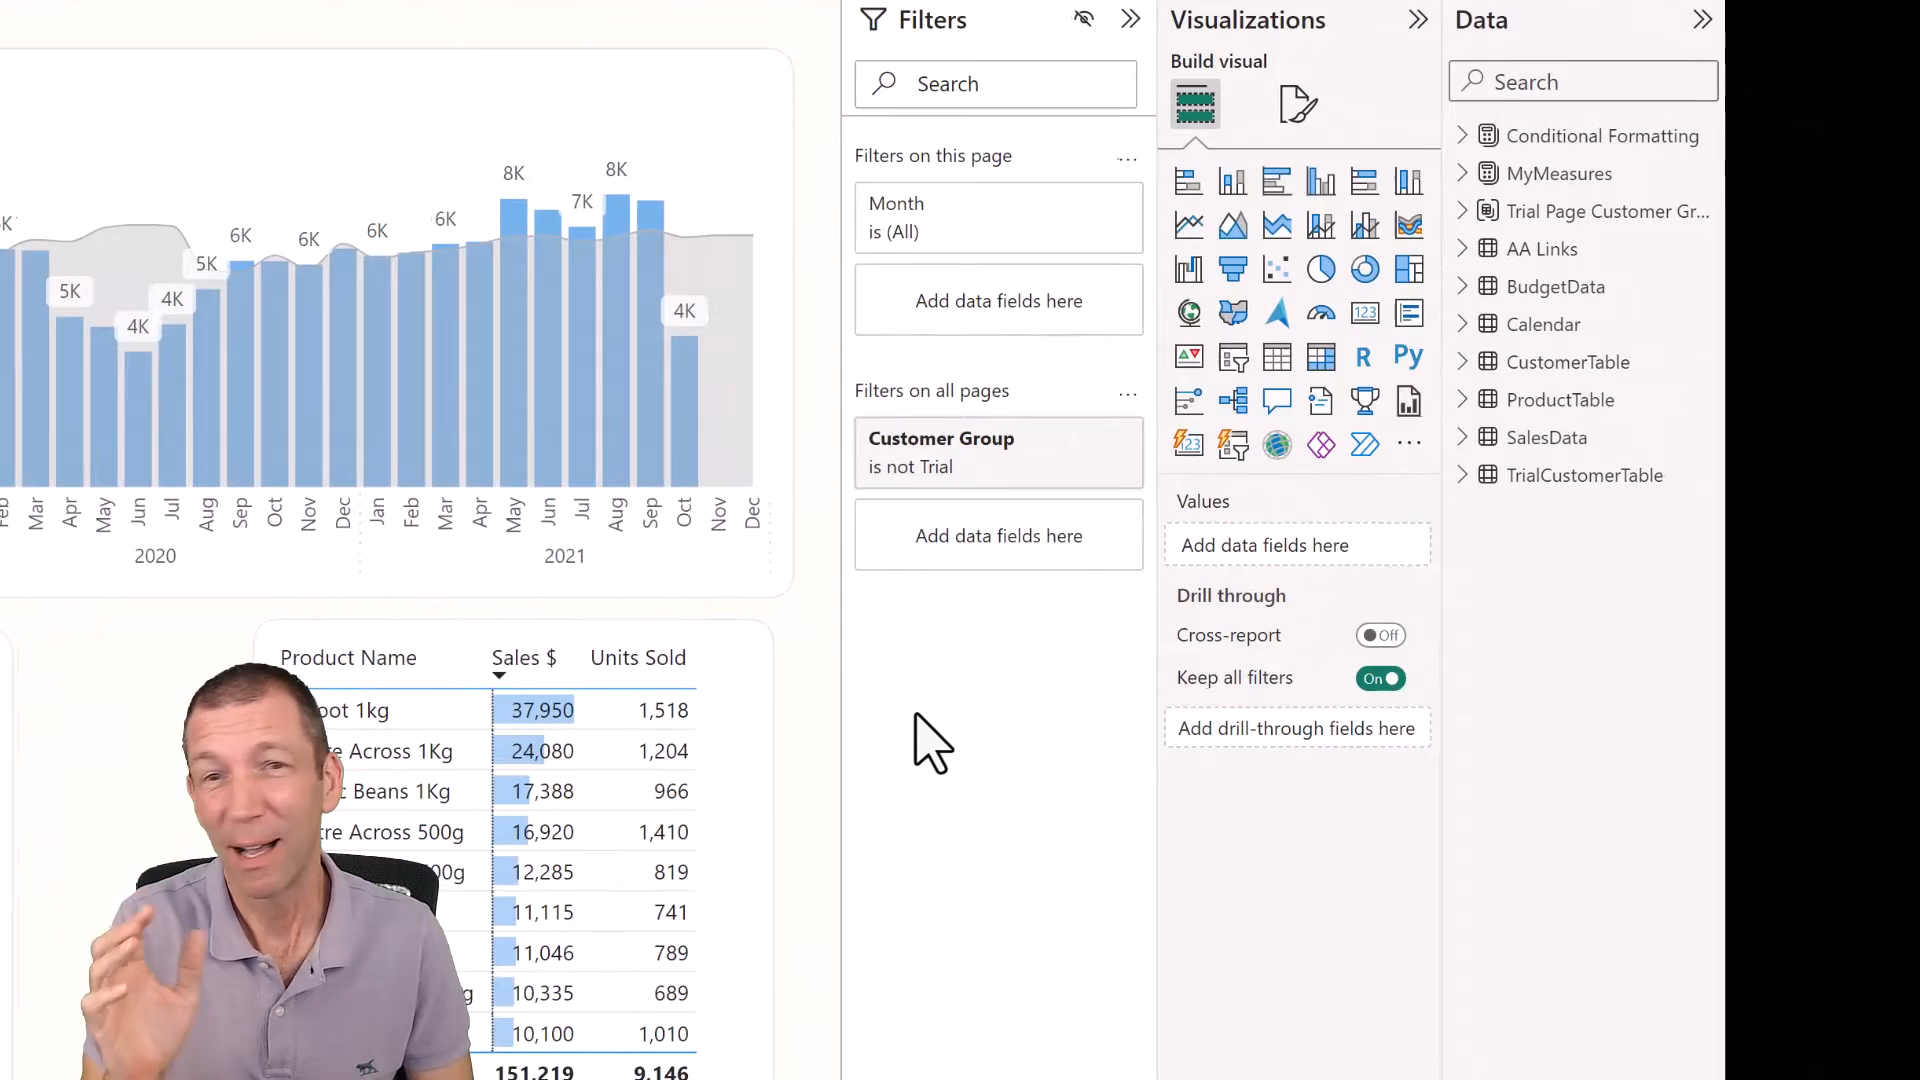 Filters
Search
Filters on this page
...
Month
is (All)
Add data fields here
Filters on all pages
...
Customer Group
is not Trial
Add data fields here
Visualizations
Build visual
123
R
Py
123
...
Values
Add data fields here
Drill through
Cross-report
Off
Keep all filters
On
Add drill-through fields here
Data
Search
Conditional Formatting
MyMeasures
Trial Page Customer Gr...
AA Links
BudgetData
Calendar
CustomerTable
ProductTable
SalesData
TrialCustomerTable
5K
4K
4K
5K
6K
6K
6K
6K
8K
7K
8K
4K
Mar
Apr
May
Jun
Jul
Aug
Sep
Oct
Nov
Dec
Jan
Feb
Mar
Apr
May
Jun
Jul
Aug
Sep
Oct
Nov
Dec
2020
2021
Product Name Sales $ Units Sold
oot 1kg 37,950 1,518
e Across 1Kg 24,080 1,204
c Beans 1Kg 17,388 966
tre Across 500g 16,920 1,410
00g 12,285 819
11,115 741
11,046 789
g 10,335 689
10,100 1,010
151,219 9,146